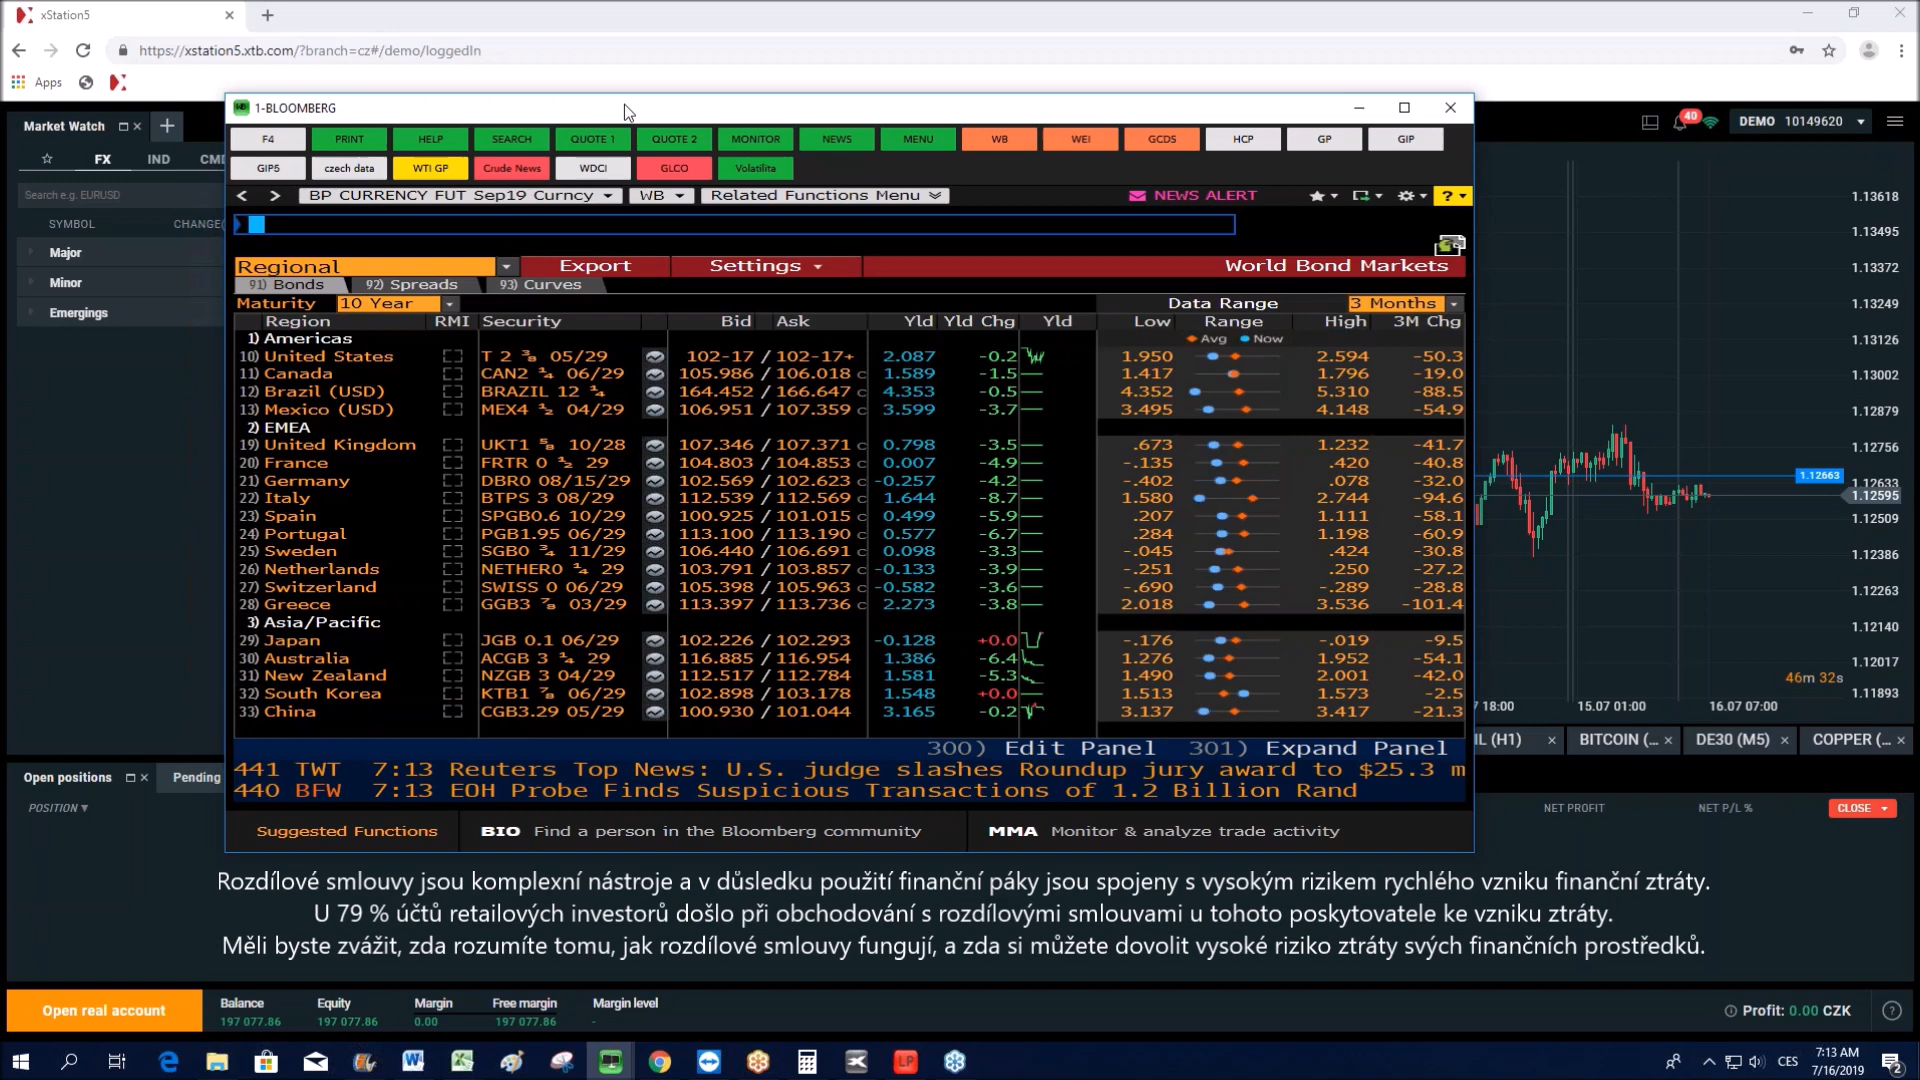 xStation5
https://xstation5.xtb.com/?branch=cz#/demo/loggedIn
Apps
Market Watch
FX IND CMD
Search e.g. EURUSD
SYMBOL CHANGE(
Major
Minor
Emergings
40 DEMO 10149620
1-BLOOMBERG
F4 PRINT HELP SEARCH QUOTE 1 QUOTE 2 MONITOR NEWS MENU WB WEI GCDS HCP GP GIP
GIP5 czech data WTI GP Crude News WDCI GLCO Volatilita
BP CURRENCY FUT Sep19 Curncy WB Related Functions Menu NEWS ALERT ?
Regional Export Settings World Bond Markets
91) Bonds 92) Spreads 93) Curves
Maturity 10 Year Data Range 3 Months
Region RMI Security Bid Ask Yld Yld Chg Yld Low Range High 3M Chg
1) Americas Avg Now
10) United States T 2 ⅜ 05/29 102-17 / 102-17+ 2.087 -0.2 1.950 2.594 -50.3
11) Canada CAN2 ¼ 06/29 105.986 / 106.018 c 1.589 -1.5 1.417 1.796 -19.0
12) Brazil (USD) BRAZIL 12 ¼ 164.452 / 166.647 c 4.353 -0.5 4.352 5.310 -88.5
13) Mexico (USD) MEX4 ½ 04/29 106.951 / 107.359 c 3.599 -3.7 3.495 4.148 -54.9
2) EMEA
19) United Kingdom UKT1 ⅝ 10/28 107.346 / 107.371 c 0.798 -3.5 .673 1.232 -41.7
20) France FRTR 0 ½ 29 104.803 / 104.853 c 0.007 -4.9 -.135 .420 -40.8
21) Germany DBR0 08/15/29 102.569 / 102.623 c -0.257 -4.2 -.402 .078 -32.0
22) Italy BTPS 3 08/29 112.539 / 112.569 c 1.644 -8.7 1.580 2.744 -94.6
23) Spain SPGB0.6 10/29 100.925 / 101.015 c 0.499 -5.9 .207 1.111 -58.1
24) Portugal PGB1.95 06/29 113.100 / 113.190 c 0.577 -6.7 .284 1.198 -60.9
25) Sweden SGB0 ¾ 11/29 106.440 / 106.691 c 0.098 -3.3 -.045 .424 -30.8
26) Netherlands NETHER0 ¼ 29 103.791 / 103.857 c -0.133 -3.9 -.251 .250 -27.2
27) Switzerland SWISS 0 06/29 105.398 / 105.963 c -0.582 -3.6 -.690 -.289 -28.8
28) Greece GGB3 ⅞ 03/29 113.397 / 113.736 c 2.273 -3.8 2.018 3.536 -101.4
3) Asia/Pacific
29) Japan JGB 0.1 06/29 102.226 / 102.293 -0.128 +0.0 -.176 -.019 -9.5
30) Australia ACGB 3 ¼ 29 116.885 / 116.954 1.386 -6.4 1.276 1.952 -54.1
31) New Zealand NZGB 3 04/29 112.517 / 112.784 1.581 -5.3 1.490 2.001 -42.0
32) South Korea KTB1 ⅞ 06/29 102.898 / 103.178 1.548 +0.0 1.513 1.573 -2.5
33) China CGB3.29 05/29 100.930 / 101.044 3.165 -0.2 3.137 3.417 -21.3
300) Edit Panel 301) Expand Panel
441 TWT 7:13 Reuters Top News: U.S. judge slashes Roundup jury award to $25.3 m
440 BFW 7:13 EOH Probe Finds Suspicious Transactions of 1.2 Billion Rand
Suggested Functions BIO Find a person in the Bloomberg community MMA Monitor & analyze trade activity
1.13618
1.13495
1.13372
1.13249
1.13126
1.13002
1.12879
1.12756
1.12663
1.12633
1.12595
1.12509
1.12386
1.12263
1.12140
1.12017
46m 32s
1.11893
18:00 15.07 01:00 16.07 07:00
IL (H1) BITCOIN (... DE30 (M5) COPPER (...
Open positions Pending
POSITION NET PROFIT NET P/L % CLOSE
Rozdílové smlouvy jsou komplexní nástroje a v důsledku použití finanční páky jsou spojeny s vysokým rizikem rychlého vzniku finanční ztráty.
U 79 % účtů retailových investorů došlo při obchodování s rozdílovými smlouvami u tohoto poskytovatele ke vzniku ztráty.
Měli byste zvážit, zda rozumíte tomu, jak rozdílové smlouvy fungují, a zda si můžete dovolit vysoké riziko ztráty svých finančních prostředků.
Open real account
Balance Equity Margin Free margin Margin level
197 077.86 197 077.86 0.00 197 077.86 -
Profit: 0.00 CZK
CES
7:13 AM
7/16/2019
2